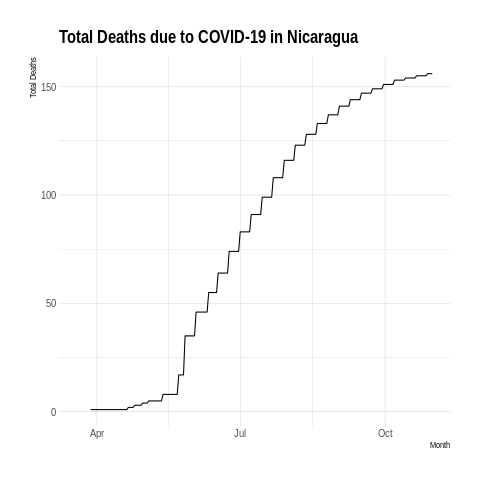 Total Deaths due to COVID-19 in Nicaragua
Total Deaths
150
100
50
0
Apr
Jul
Oct
Month